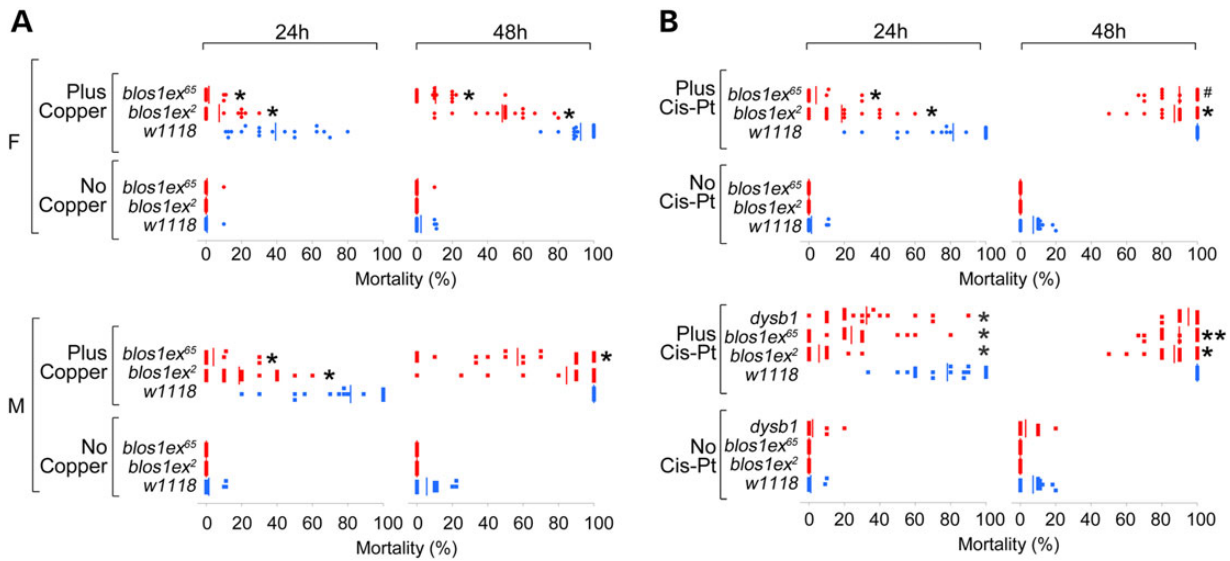 A
24h 48h
F
Plus Copper
blos1ex⁶⁵ * *
blos1ex² * *
w1118
No Copper
blos1ex⁶⁵
blos1ex²
w1118
0 20 40 60 80 100 0 20 40 60 80 100
Mortality (%)
M
Plus Copper
blos1ex⁶⁵ * *
blos1ex² *
w1118
No Copper
blos1ex⁶⁵
blos1ex²
w1118
0 20 40 60 80 100 0 20 40 60 80 100
Mortality (%)
B
24h 48h
Plus Cis-Pt
blos1ex⁶⁵ * #
blos1ex² * *
w1118
No Cis-Pt
blos1ex⁶⁵
blos1ex²
w1118
0 20 40 60 80 100 0 20 40 60 80 100
Mortality (%)
Plus Cis-Pt
dysb1 *
blos1ex⁶⁵ * **
blos1ex² * *
w1118
No Cis-Pt
dysb1
blos1ex⁶⁵
blos1ex²
w1118
0 20 40 60 80 100 0 20 40 60 80 100
Mortality (%)